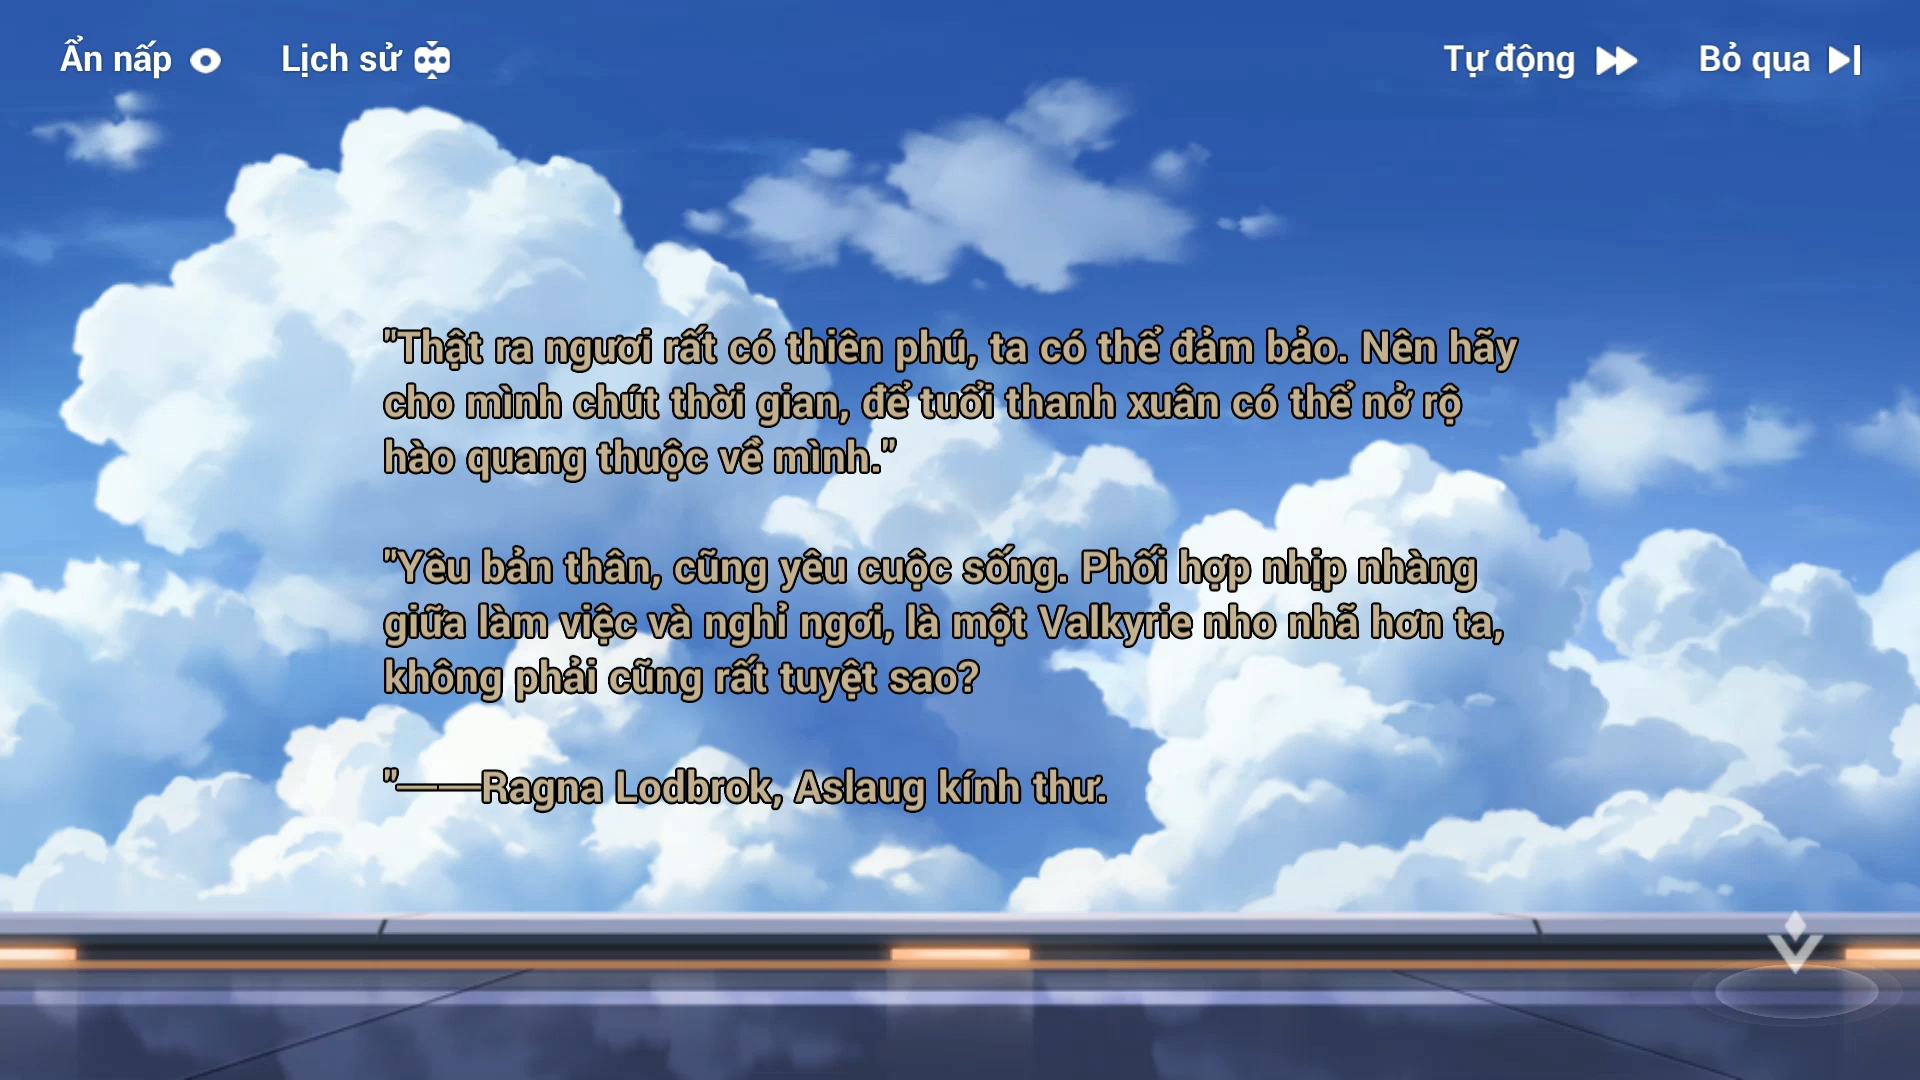 Ẩn nấp
Lịch sử
Tự động
Bỏ qua
"Thật ra ngươi rất có thiên phú, ta có thể đảm bảo. Nên hãy
cho mình chút thời gian, để tuổi thanh xuân có thể nở rộ
hào quang thuộc về mình."
"Yêu bản thân, cũng yêu cuộc sống. Phối hợp nhịp nhàng
giữa làm việc và nghỉ ngơi, là một Valkyrie nho nhã hơn ta,
không phải cũng rất tuyệt sao?
"——Ragna Lodbrok, Aslaug kính thư.